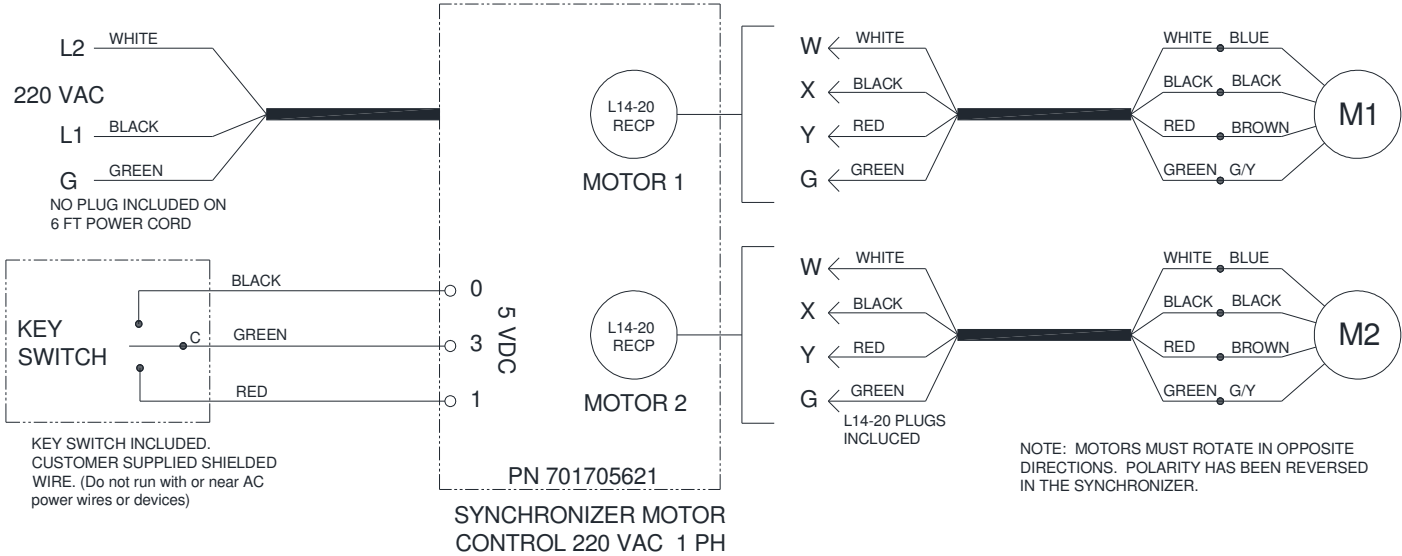 L2 WHITE
220 VAC
L1 BLACK
G GREEN
NO PLUG INCLUDED ON
6 FT POWER CORD
KEY
SWITCH
C
BLACK
GREEN
RED
0
3
1
5 VDC
KEY SWITCH INCLUDED.
CUSTOMER SUPPLIED SHIELDED
WIRE. (Do not run with or near AC
power wires or devices)
L14-20
RECP
MOTOR 1
L14-20
RECP
MOTOR 2
PN 701705621
SYNCHRONIZER MOTOR
CONTROL 220 VAC 1 PH
W WHITE
X BLACK
Y RED
G GREEN
WHITE BLUE
BLACK BLACK
RED BROWN
GREEN G/Y
M1
W WHITE
X BLACK
Y RED
G GREEN
L14-20 PLUGS
INCLUCED
WHITE BLUE
BLACK BLACK
RED BROWN
GREEN G/Y
M2
NOTE: MOTORS MUST ROTATE IN OPPOSITE
DIRECTIONS. POLARITY HAS BEEN REVERSED
IN THE SYNCHRONIZER.